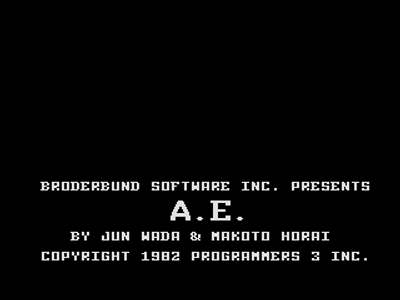 BRODERBUND SOFTWARE INC. PRESENTS
A.E.
BY JUN WADA & MAKOTO HORAI
COPYRIGHT 1982 PROGRAMMERS 3 INC.